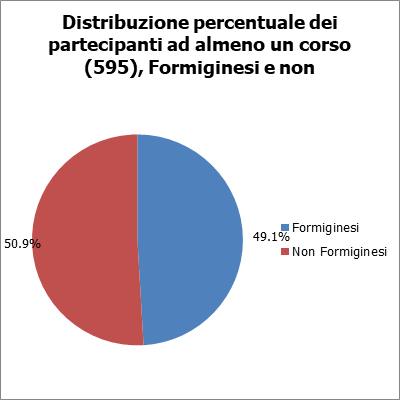 Distribuzione percentuale dei
partecipanti ad almeno un corso
(595), Formiginesi e non
50.9%
49.1%
Formiginesi
Non Formiginesi